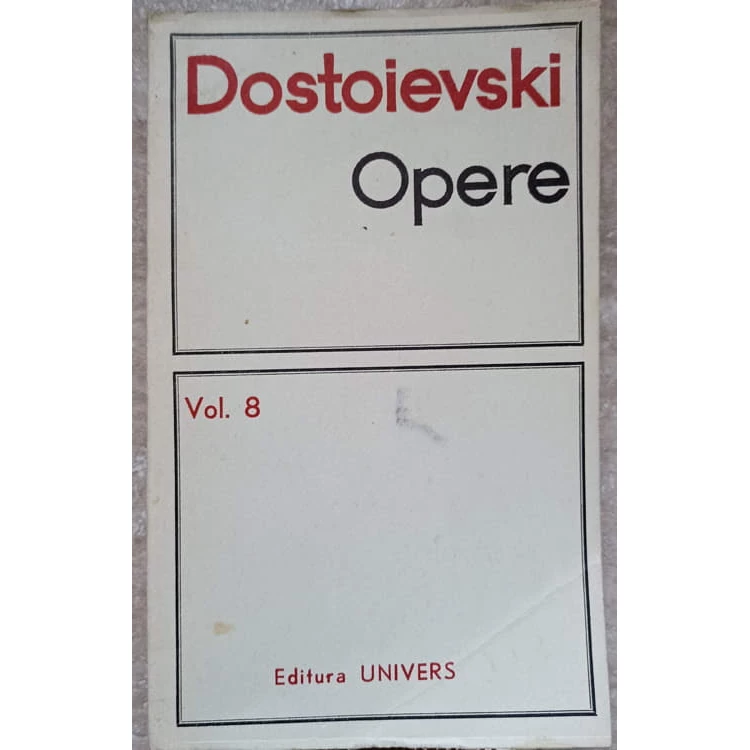 Dostoievski
Opere
Vol. 8
Editura UNIVERS